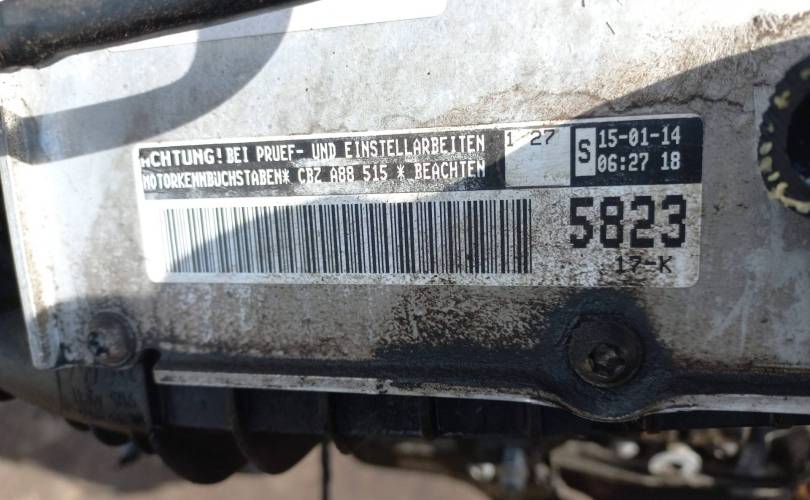 ACHTUNG! BEI PRUEF- UND EINSTELLARBEITEN
MOTORKENNBUCHSTABEN* CBZ A88 515 * BEACHTEN
1 27
S
15-01-14
06:27 18
5823
17-K